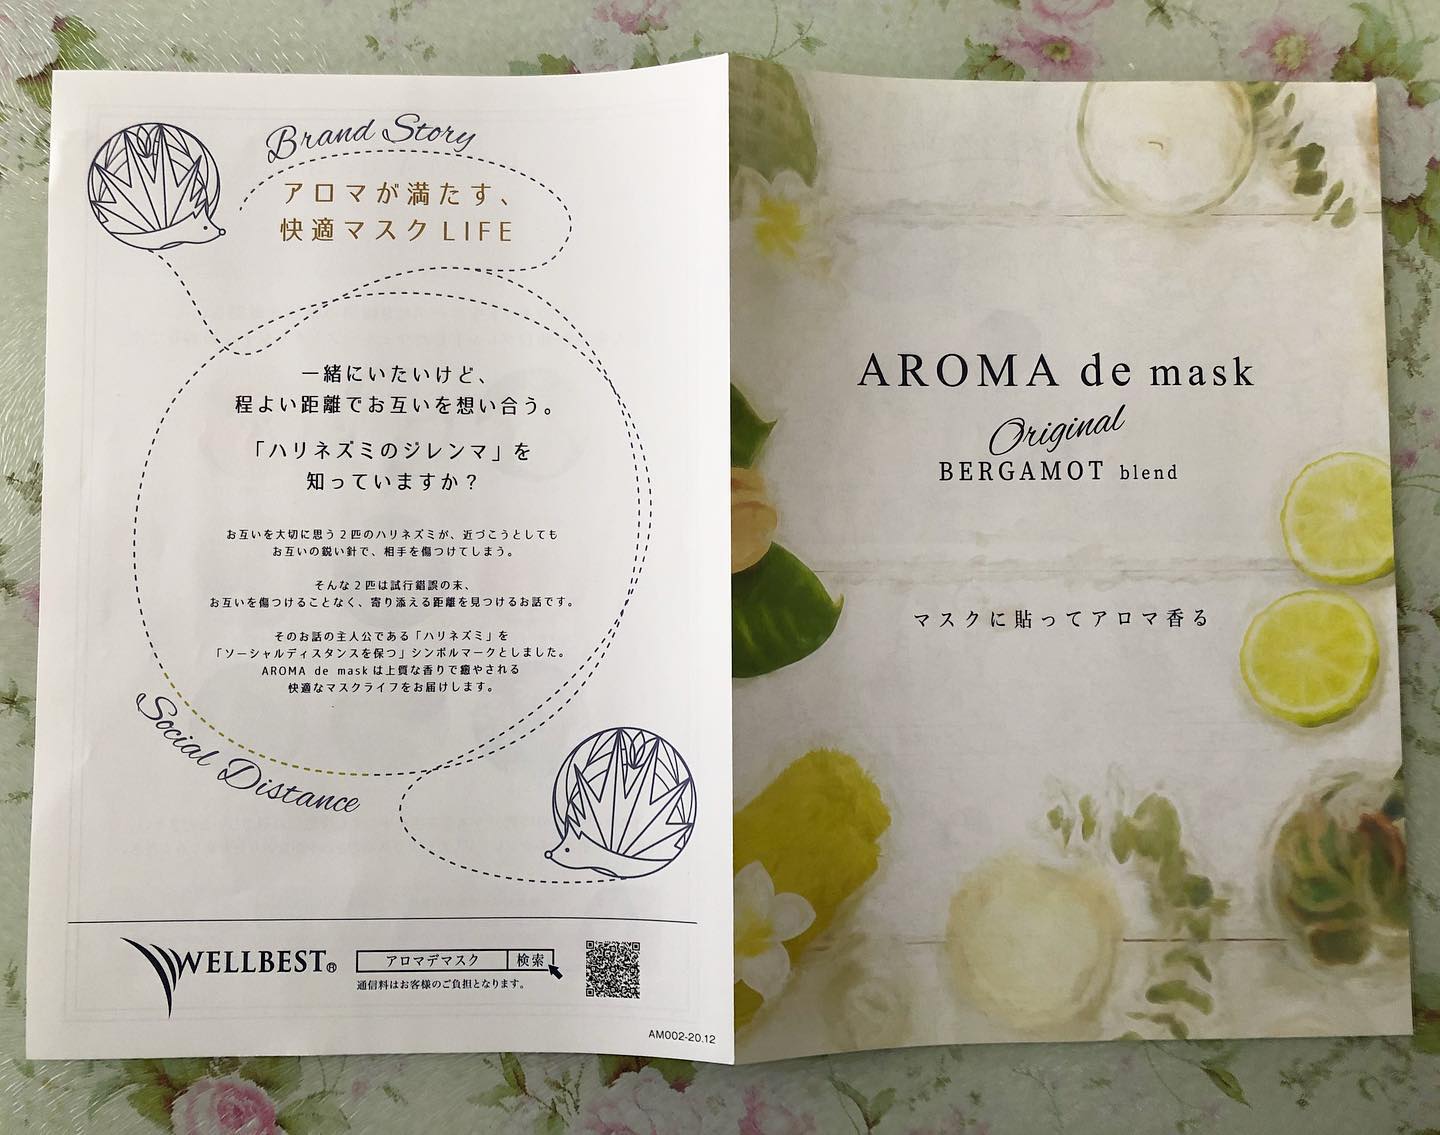 Brand Story
アロマが満たす、
快適マスクLIFE
一緒にいたいけど、
程よい距離でお互いを想い合う。
「ハリネズミのジレンマ」を
知っていますか？
お互いを大切に思う2匹のハリネズミが、近づこうとしても
お互いの鋭い針で、相手を傷つけてしまう。
そんな2匹は試行錯誤の末、
お互いを傷つけることなく、寄り添える距離を見つけるお話です。
そのお話の主人公である「ハリネズミ」を
「ソーシャルディスタンスを保つ」シンボルマークとしました。
AROMA de maskは上質な香りで癒やされる
快適なマスクライフをお届けします。
Social Distance
WELLBEST®
アロマデマスク 検索
通信料はお客様のご負担となります。
AM002-20.12
AROMA de mask
Original
BERGAMOT blend
マスクに貼ってアロマ香る